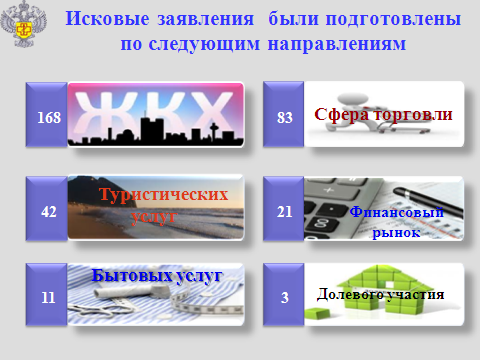 Исковые заявления были подготовлены
по следующим направлениям
168
ЖКХ
83
Сфера торговли
42
Туристических
услуг
21
Финансовый
рынок
11
Бытовых услуг
3
Долевого участия